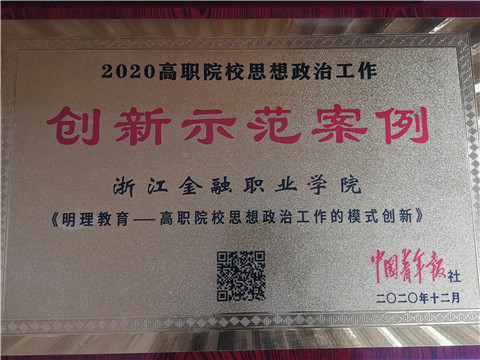 2020高职院校思想政治工作
创新示范案例
浙江金融职业学院
《明理教育——高职院校思想政治工作的模式创新》
中国青年报社
二〇二〇年十二月